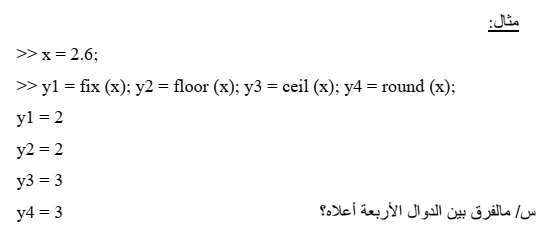 مثال:
>> x = 2.6;
>> y1 = fix (x); y2 = floor (x); y3 = ceil (x); y4 = round (x);
y1 = 2
y2 = 2
y3 = 3
y4 = 3
س/ مالفرق بين الدوال الأربعة أعلاه؟